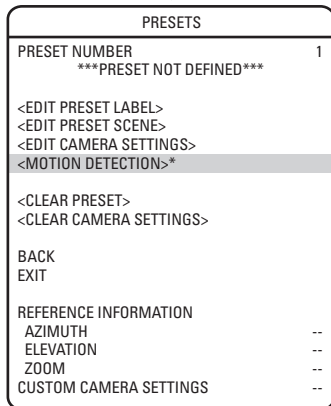 PRESETS
PRESET NUMBER 1
***PRESET NOT DEFINED***
<EDIT PRESET LABEL>
<EDIT PRESET SCENE>
<EDIT CAMERA SETTINGS>
<MOTION DETECTION>*
<CLEAR PRESET>
<CLEAR CAMERA SETTINGS>
BACK
EXIT
REFERENCE INFORMATION
AZIMUTH --
ELEVATION --
ZOOM --
CUSTOM CAMERA SETTINGS --